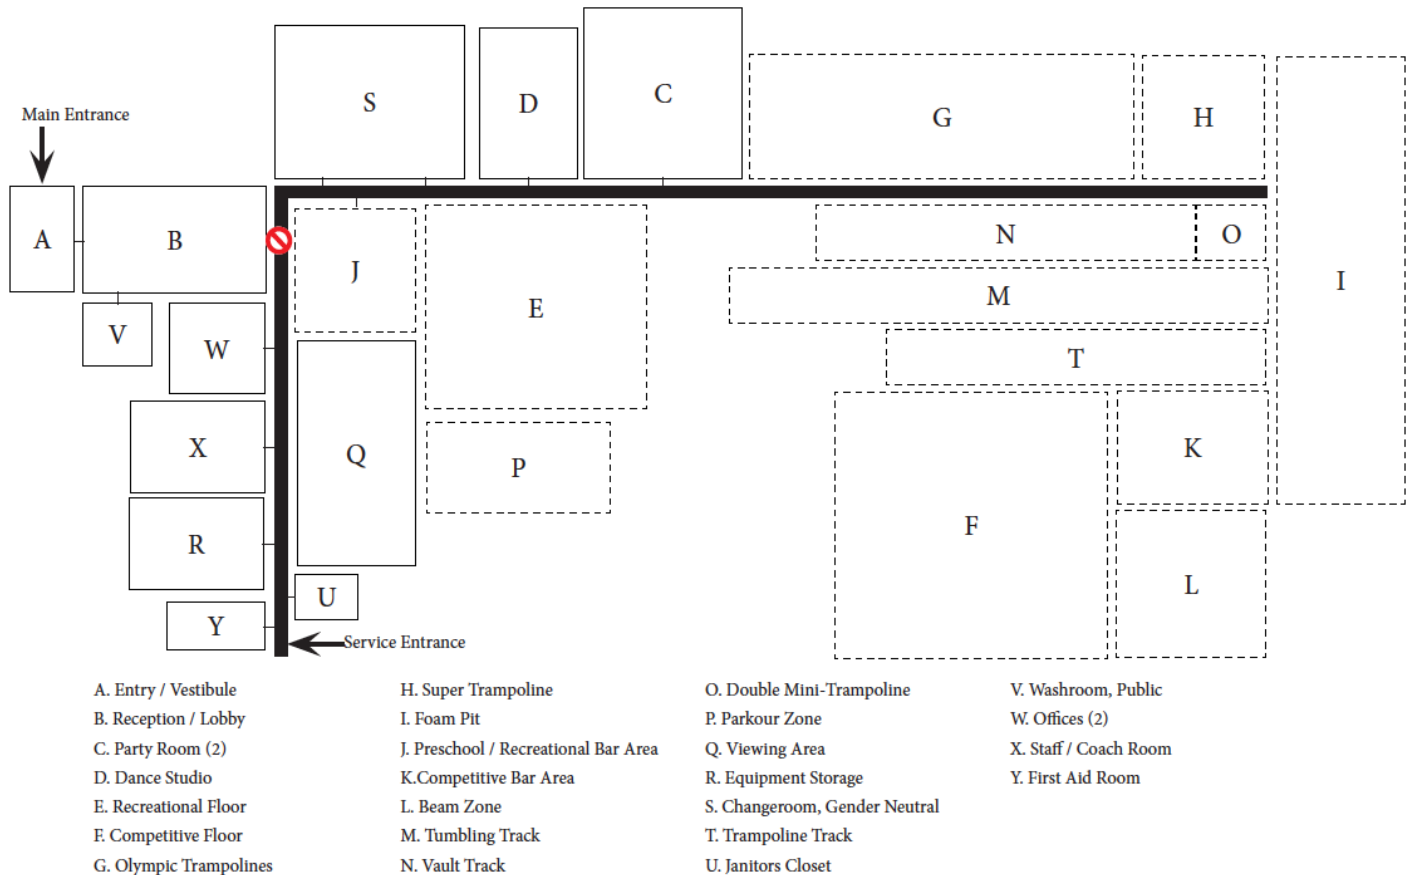 S
D
C
G
H
Main Entrance
A
B
J
E
N
O
M
I
V
W
T
X
Q
P
K
F
R
L
U
Y
Service Entrance
A. Entry / Vestibule
B. Reception / Lobby
C. Party Room (2)
D. Dance Studio
E. Recreational Floor
F. Competitive Floor
G. Olympic Trampolines
H. Super Trampoline
I. Foam Pit
J. Preschool / Recreational Bar Area
K.Competitive Bar Area
L. Beam Zone
M. Tumbling Track
N. Vault Track
O. Double Mini-Trampoline
P. Parkour Zone
Q. Viewing Area
R. Equipment Storage
S. Changeroom, Gender Neutral
T. Trampoline Track
U. Janitors Closet
V. Washroom, Public
W. Offices (2)
X. Staff / Coach Room
Y. First Aid Room